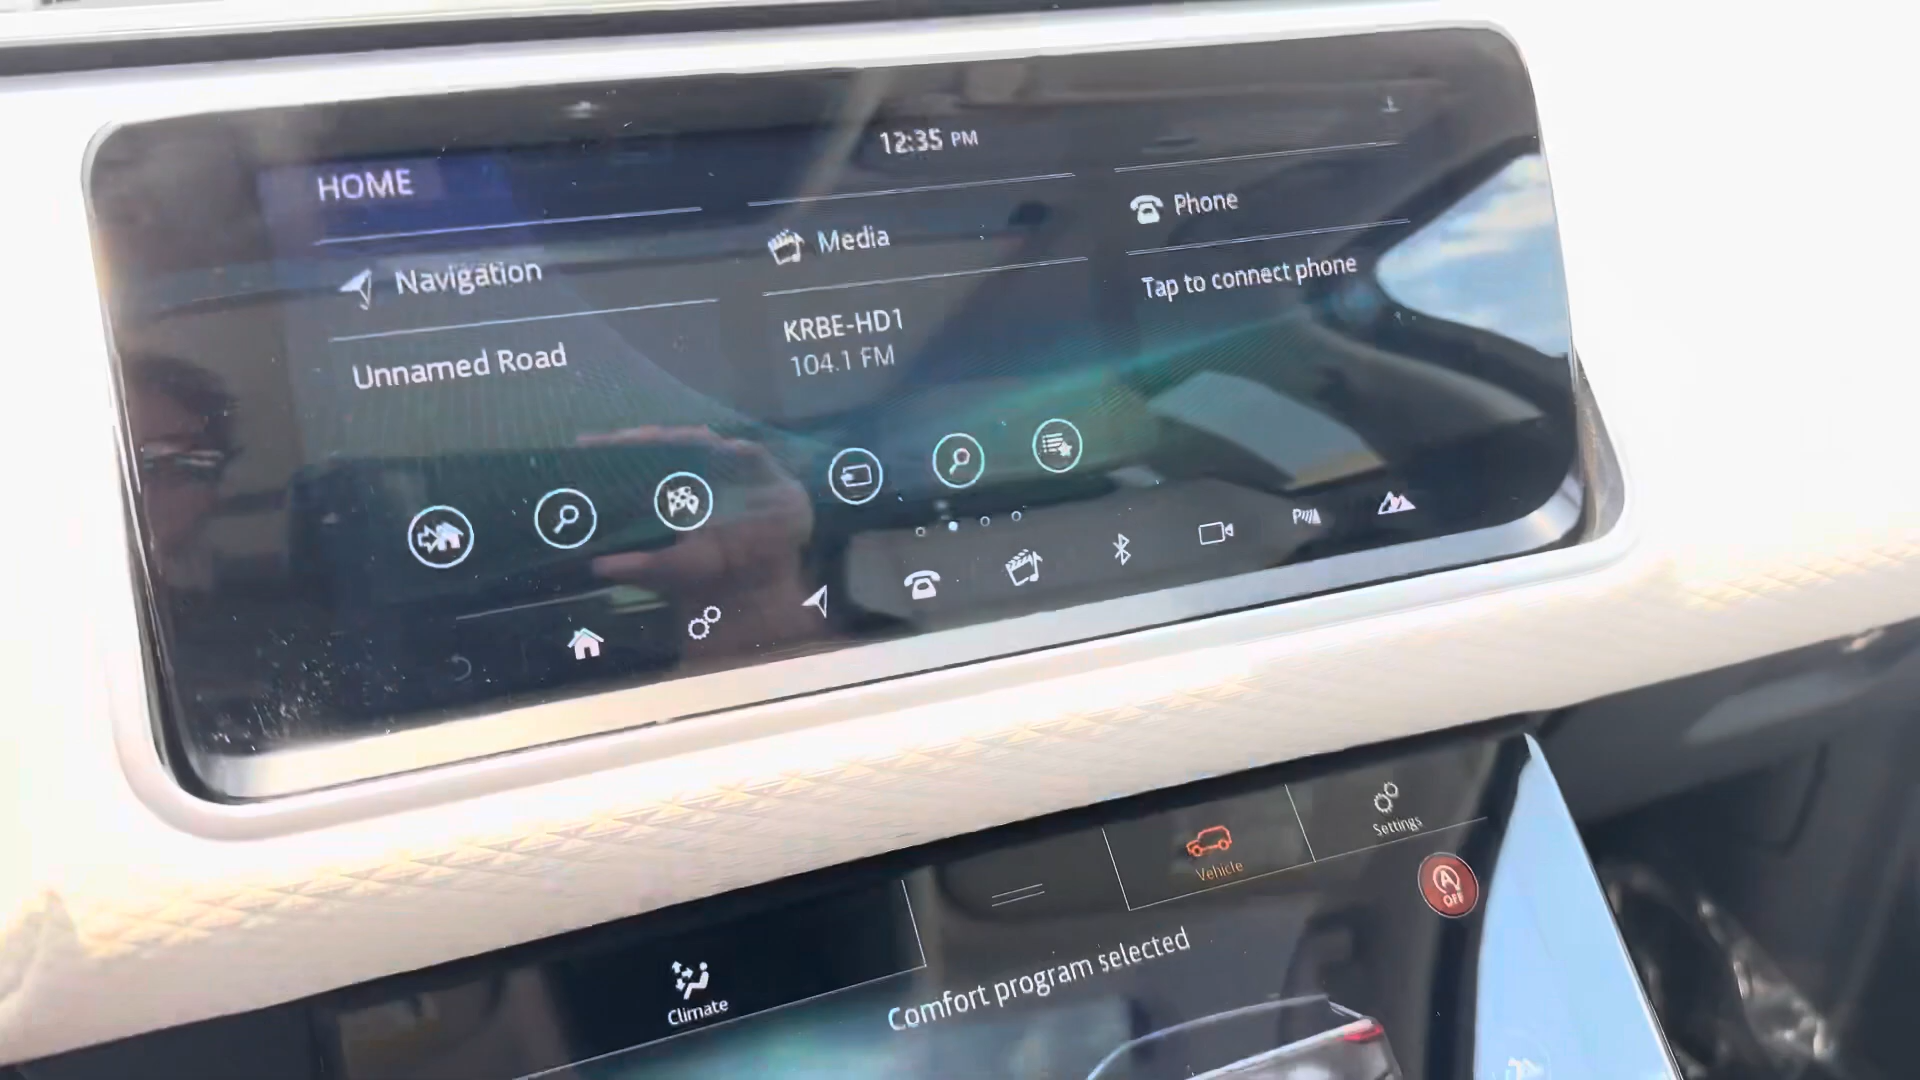 12:35 PM
HOME
Navigation
Unnamed Road
Media
KRBE-HD1
104.1 FM
Phone
Tap to connect phone
P
Climate
Vehicle
Settings
OFF
A
Comfort program selected